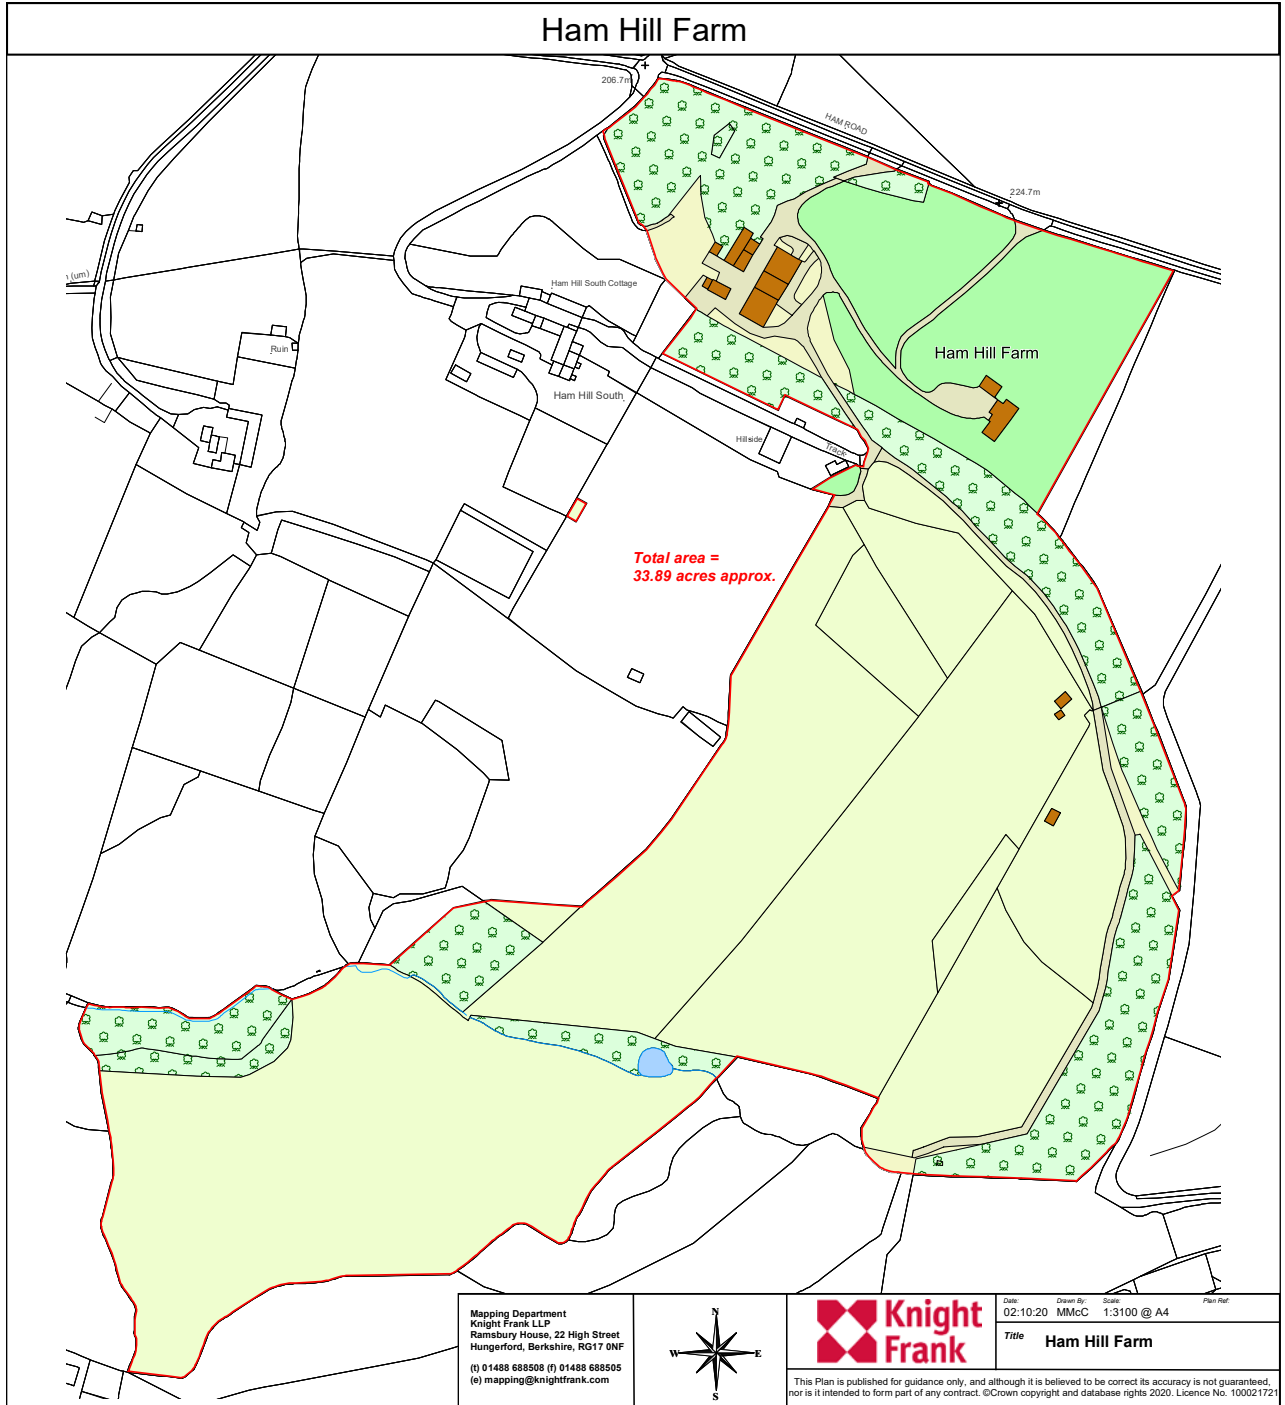 Ham Hill Farm
206.7m
HAM ROAD
224.7m
(um)
Ham Hill South Cottage
Ruin
Ham Hill Farm
Ham Hill South
Hillside
Track
Total area =
33.89 acres approx.
Mapping Department
Knight Frank LLP
Ramsbury House, 22 High Street
Hungerford, Berkshire, RG17 0NF
(t) 01488 688508 (f) 01488 688505
(e) mapping@knightfrank.com
N
W E
S
Knight
Frank
Date: Drawn By: Scale: Plan Ref:
02:10:20 MMcC 1:3100 @ A4
Title Ham Hill Farm
This Plan is published for guidance only, and although it is believed to be correct its accuracy is not guaranteed,
nor is it intended to form part of any contract. ©Crown copyright and database rights 2020. Licence No. 100021721